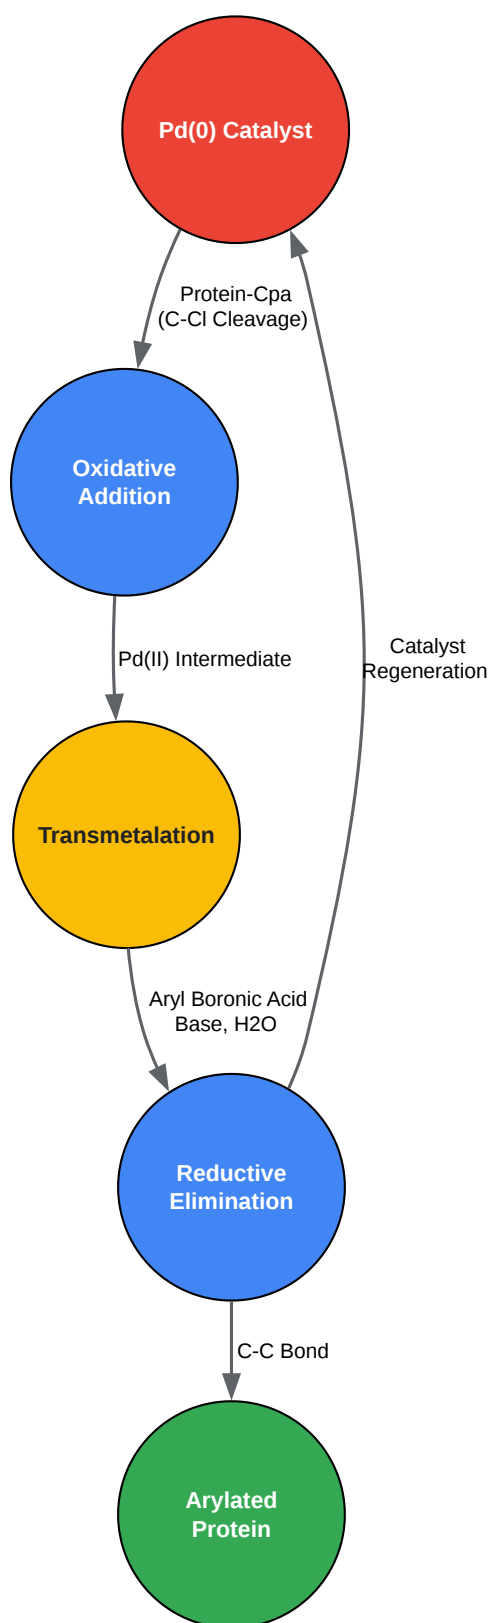 Pd(0) Catalyst
Protein-Cpa
(C-Cl Cleavage)
Oxidative
Addition
Catalyst
Regeneration
Pd(II) Intermediate
Transmetalation
Aryl Boronic Acid
Base, H2O
Reductive
Elimination
C-C Bond
Arylated
Protein